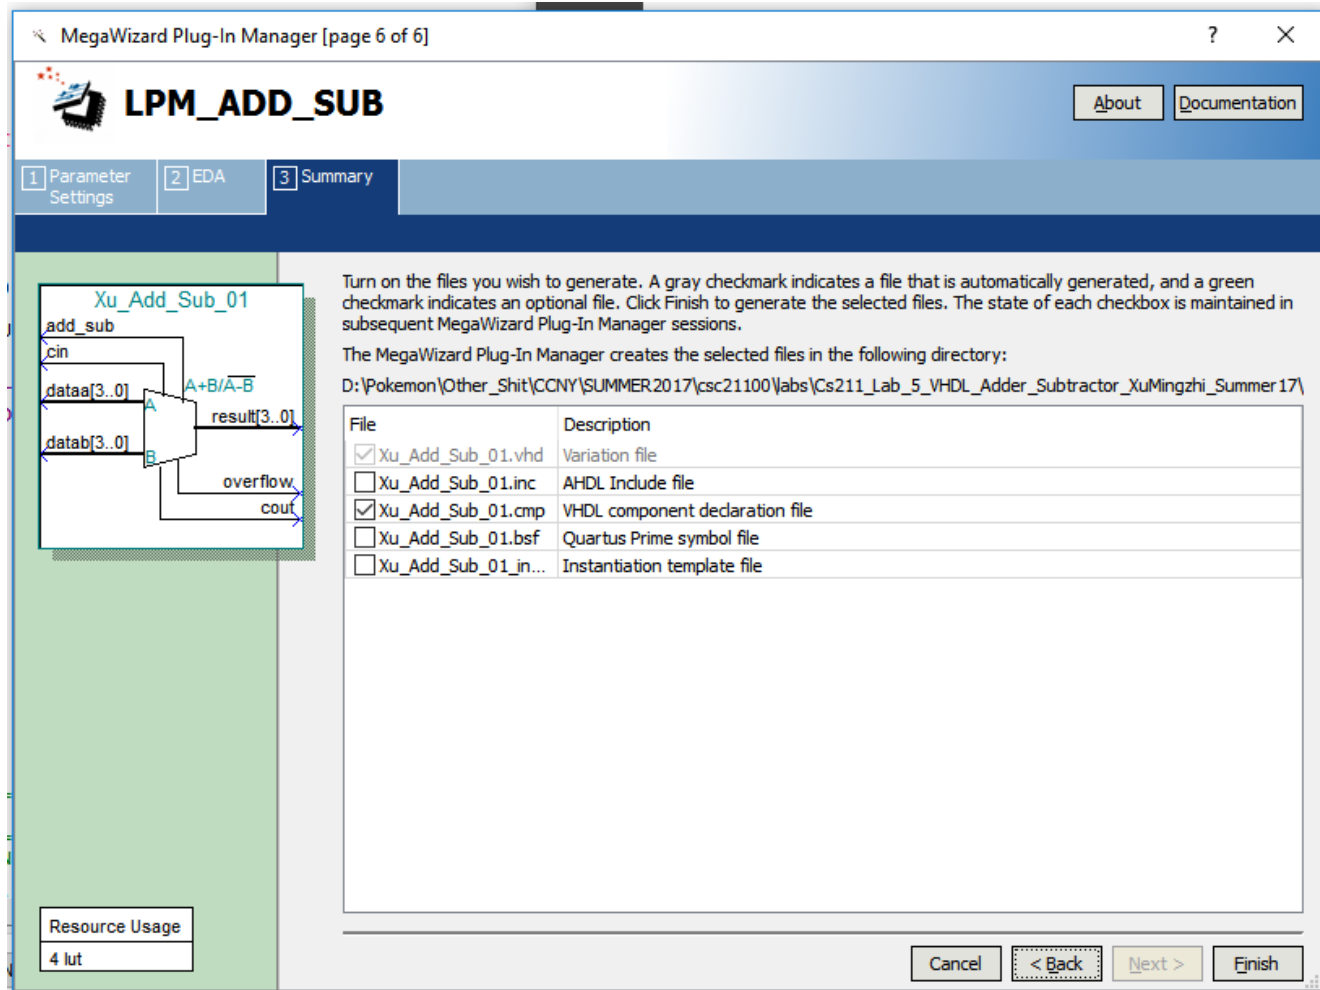 MegaWizard Plug-In Manager [page 6 of 6]
?
LPM_ADD_SUB
About
Documentation
1 Parameter Settings
2 EDA
3 Summary
Xu_Add_Sub_01
add_sub
cin
dataa[3..0]
A
A+B/A-B
result[3..0]
datab[3..0]
B
overflow
cout
Turn on the files you wish to generate. A gray checkmark indicates a file that is automatically generated, and a green
checkmark indicates an optional file. Click Finish to generate the selected files. The state of each checkbox is maintained in
subsequent MegaWizard Plug-In Manager sessions.
The MegaWizard Plug-In Manager creates the selected files in the following directory:
D:\Pokemon\Other_Shit\CCNY\SUMMER2017\csc21100\labs\Cs211_Lab_5_VHDL_Adder_Subtractor_XuMingzhi_Summer17\
File Description
Xu_Add_Sub_01.vhd Variation file
Xu_Add_Sub_01.inc AHDL Include file
Xu_Add_Sub_01.cmp VHDL component declaration file
Xu_Add_Sub_01.bsf Quartus Prime symbol file
Xu_Add_Sub_01_in... Instantiation template file
Resource Usage
4 lut
Cancel
< Back
Next >
Finish